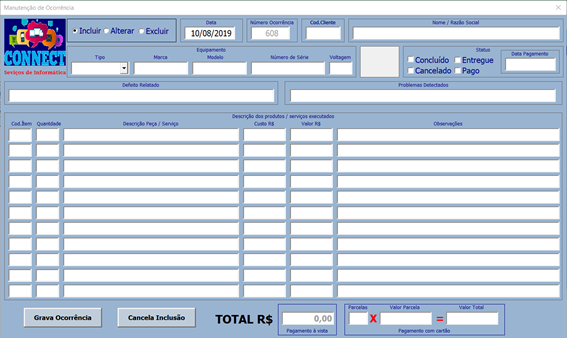 Manutenção de Ocorrência
CONNECT
Serviços de Informática
Incluir Alterar Excluir
Data
10/08/2019
Número Ocorrência
608
Cod.Cliente
Nome / Razão Social
Equipamento
Tipo Marca Modelo Número de Série Voltagem
Status
Concluído Entregue
Cancelado Pago
Data Pagamento
Defeito Relatado
Problemas Detectados
Descrição dos produtos / serviços executados
Cod.Item Quantidade Descrição Peça / Serviço Custo R$ Valor R$ Observações
Grava Ocorrência
Cancela Inclusão
TOTAL R$
0,00
Pagamento à vista
Parcelas Valor Parcela Valor Total
X =
Pagamento com cartão